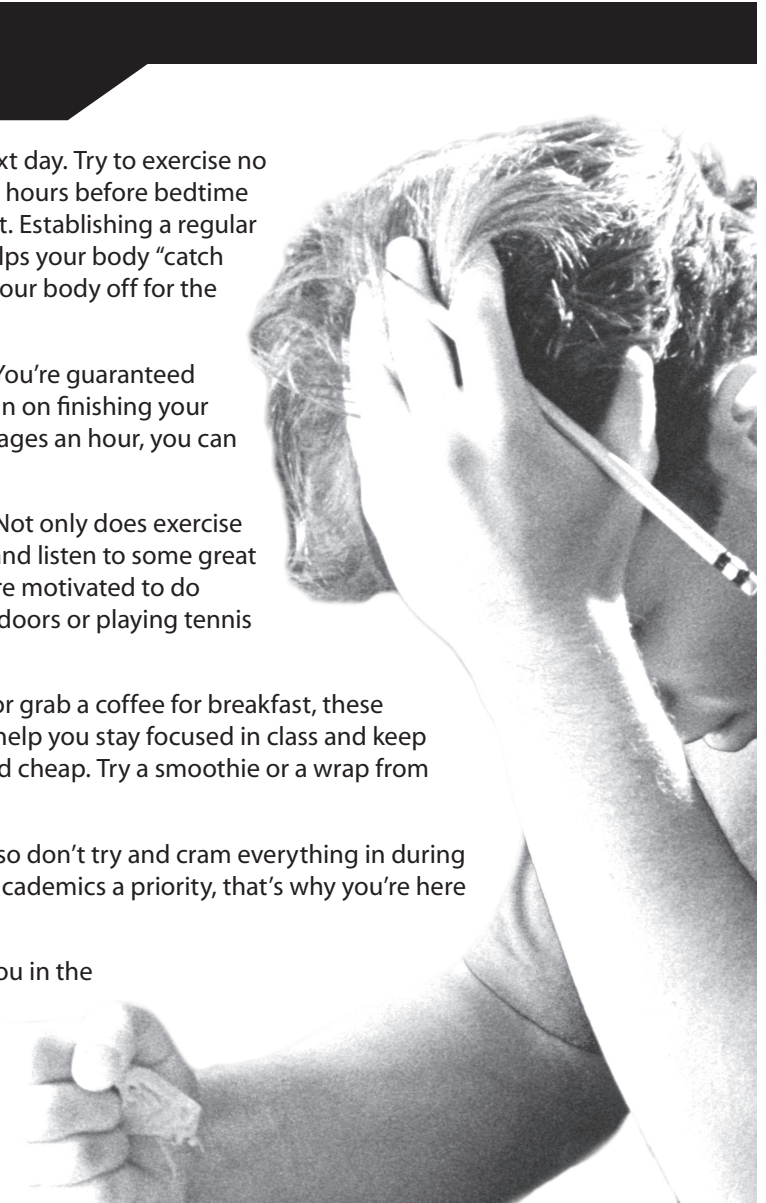 xt day. Try to exercise no
hours before bedtime
t. Establishing a regular
lps your body “catch
our body off for the
You’re guaranteed
n on finishing your
ages an hour, you can
Not only does exercise
and listen to some great
re motivated to do
doors or playing tennis
or grab a coffee for breakfast, these
help you stay focused in class and keep
d cheap. Try a smoothie or a wrap from
so don’t try and cram everything in during
cademics a priority, that’s why you’re here
ou in the